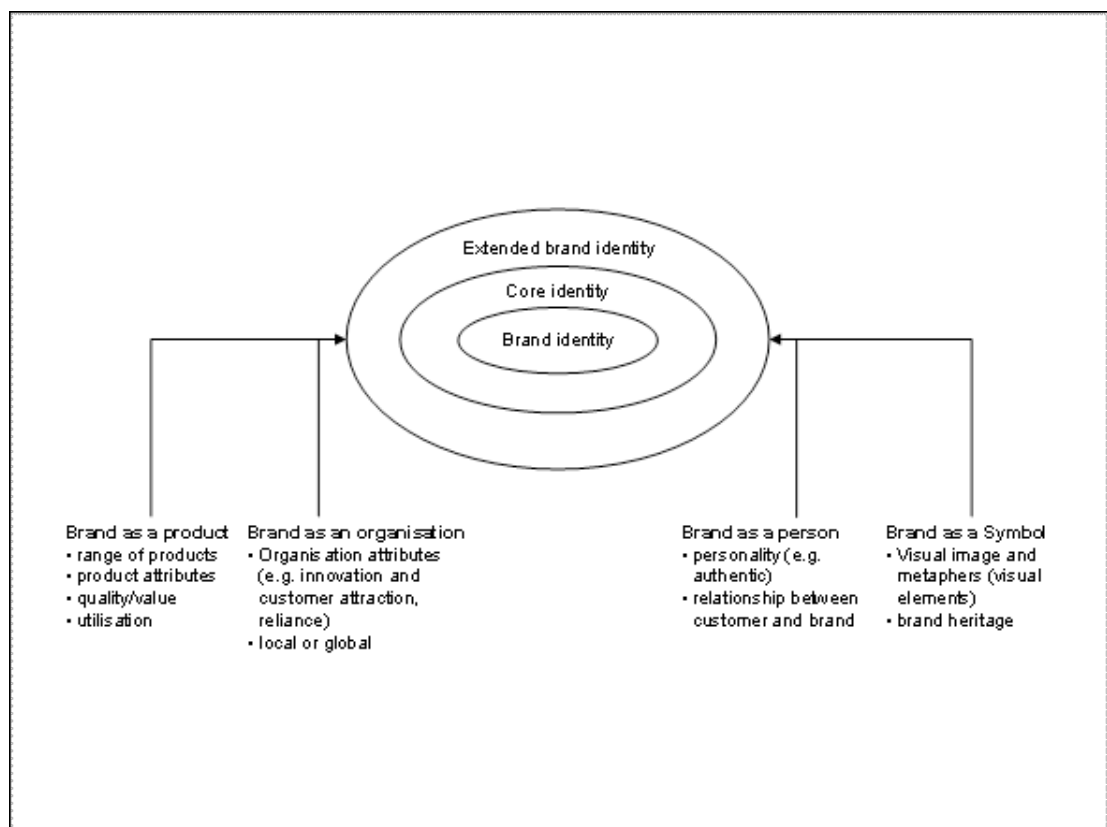 Extended brand identity
Core identity
Brand identity
Brand as a product
• range of products
• product attributes
• quality/value
• utilisation
Brand as an organisation
• Organisation attributes
(e.g. innovation and
customer attraction,
reliance)
• local or global
Brand as a person
• personality (e.g.
authentic)
• relationship between
customer and brand
Brand as a Symbol
• Visual image and
metaphers (visual
elements)
• brand heritage